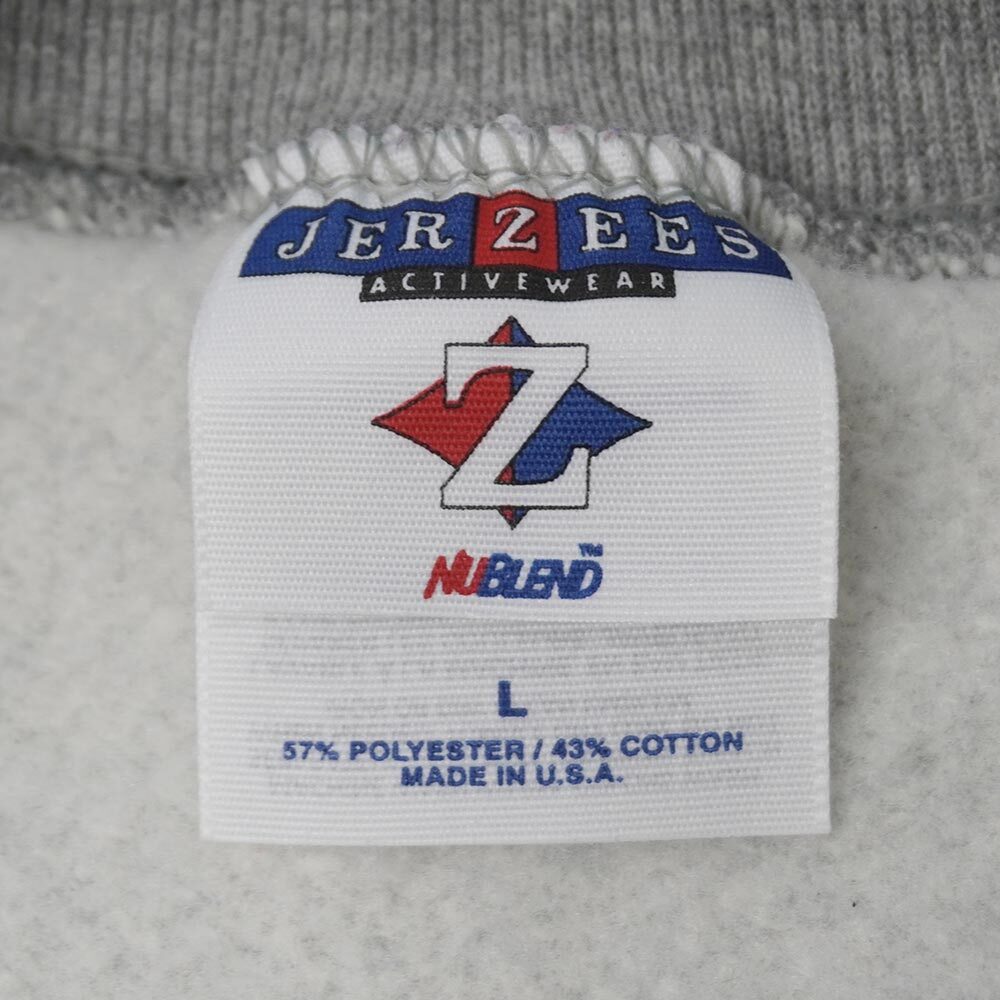 JERZEES
ACTIVEWEAR
Z
NUBLEND™
L
57% POLYESTER / 43% COTTON
MADE IN U.S.A.